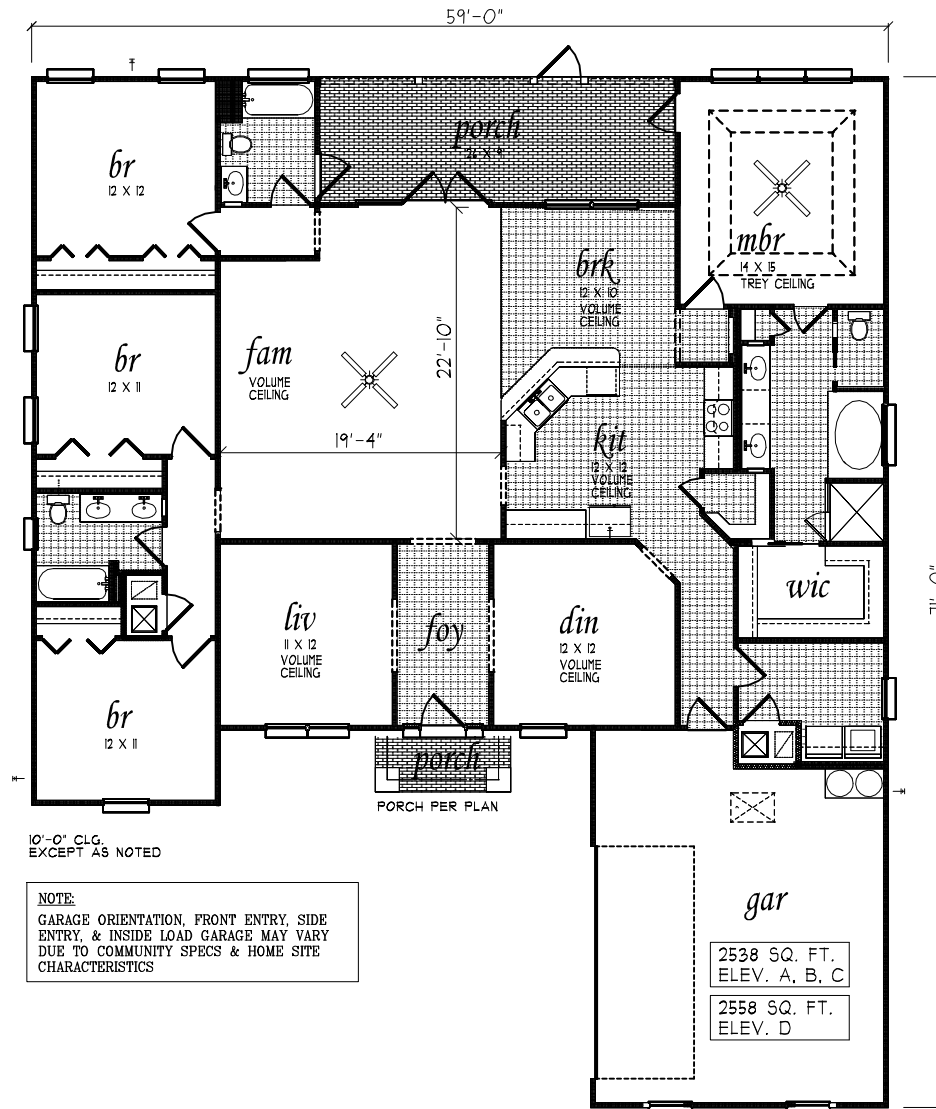 59'-0"
br
12 X 12
porch
mbr
14 X 15
TREY CEILING
brk
12 X 10
VOLUME
CEILING
br
12 X 11
fam
VOLUME
CEILING
22'-10"
19'-4"
kit
12 X 12
VOLUME
CEILING
wic
liv
11 X 12
VOLUME
CEILING
foy
din
12 X 12
VOLUME
CEILING
br
12 X 11
porch
PORCH PER PLAN
10'-0" CLG.
EXCEPT AS NOTED
NOTE:
GARAGE ORIENTATION, FRONT ENTRY, SIDE
ENTRY, & INSIDE LOAD GARAGE MAY VARY
DUE TO COMMUNITY SPECS & HOME SITE
CHARACTERISTICS
gar
2538 SQ. FT.
ELEV. A, B, C
2558 SQ. FT.
ELEV. D